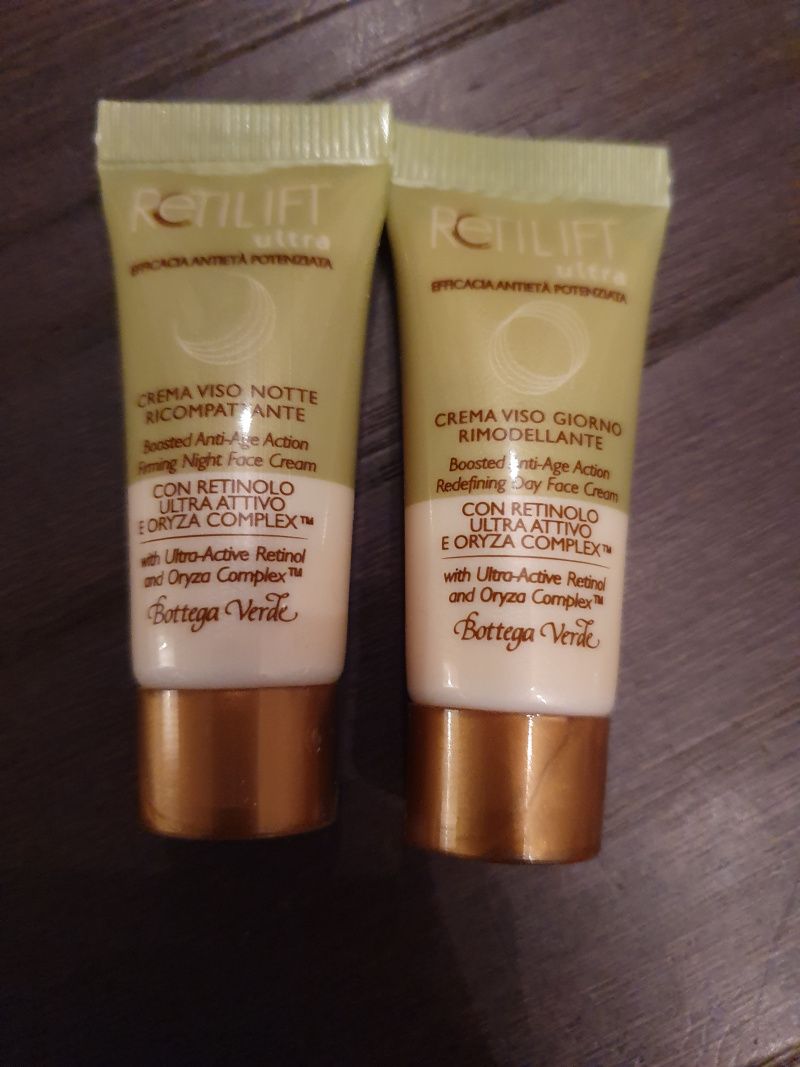 RETILIFT
ultra
EFFICACIA ANTIETÀ POTENZIATA
CREMA VISO NOTTE
RICOMPATTANTE
Boosted Anti-Age Action
Firming Night Face Cream
CON RETINOLO
ULTRA ATTIVO
E ORYZA COMPLEX™
with Ultra-Active Retinol
and Oryza Complex™
Bottega Verde
RETILIFT
ultra
EFFICACIA ANTIETÀ POTENZIATA
CREMA VISO GIORNO
RIMODELLANTE
Boosted Anti-Age Action
Redefining Day Face Cream
CON RETINOLO
ULTRA ATTIVO
E ORYZA COMPLEX™
with Ultra-Active Retinol
and Oryza Complex™
Bottega Verde